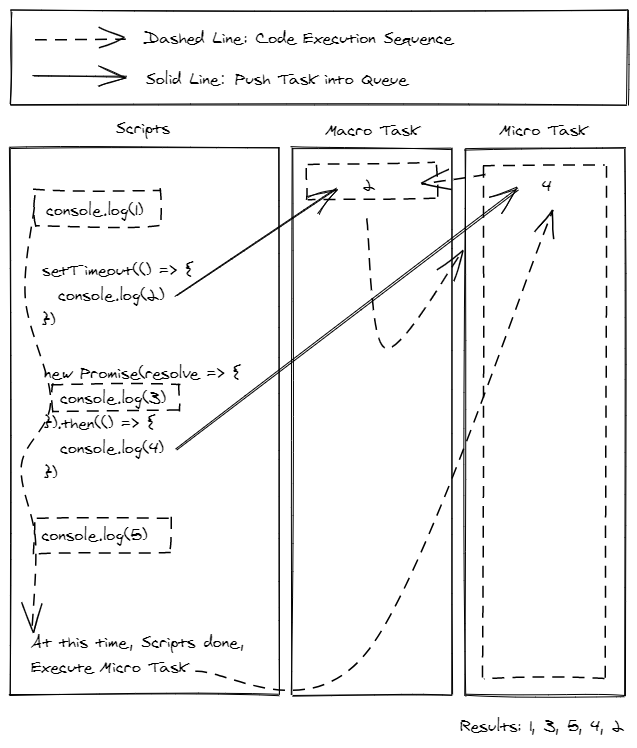 Dashed Line: Code Execution Sequence
Solid Line: Push Task into Queue
Scripts
Macro Task
Micro Task
console.log(1)
2
4
setTimeout(() => {
console.log(2)
})
new Promise(resolve => {
console.log(3)
}).then(() => {
console.log(4)
})
console.log(5)
At this time, Scripts done,
Execute Micro Task
Results: 1, 3, 5, 4, 2